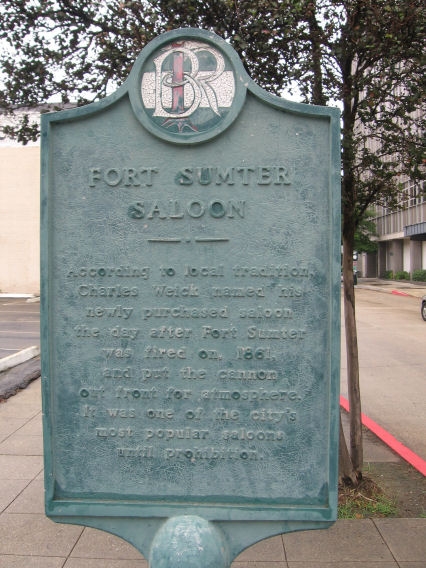 BR
FORT SUMTER
SALOON
According to local tradition,
Charles Weick named his
newly purchased saloon
the day after Fort Sumter
was fired on, 1861,
and put the cannon
out front for atmosphere.
It was one of the city's
most popular saloons
until prohibition.